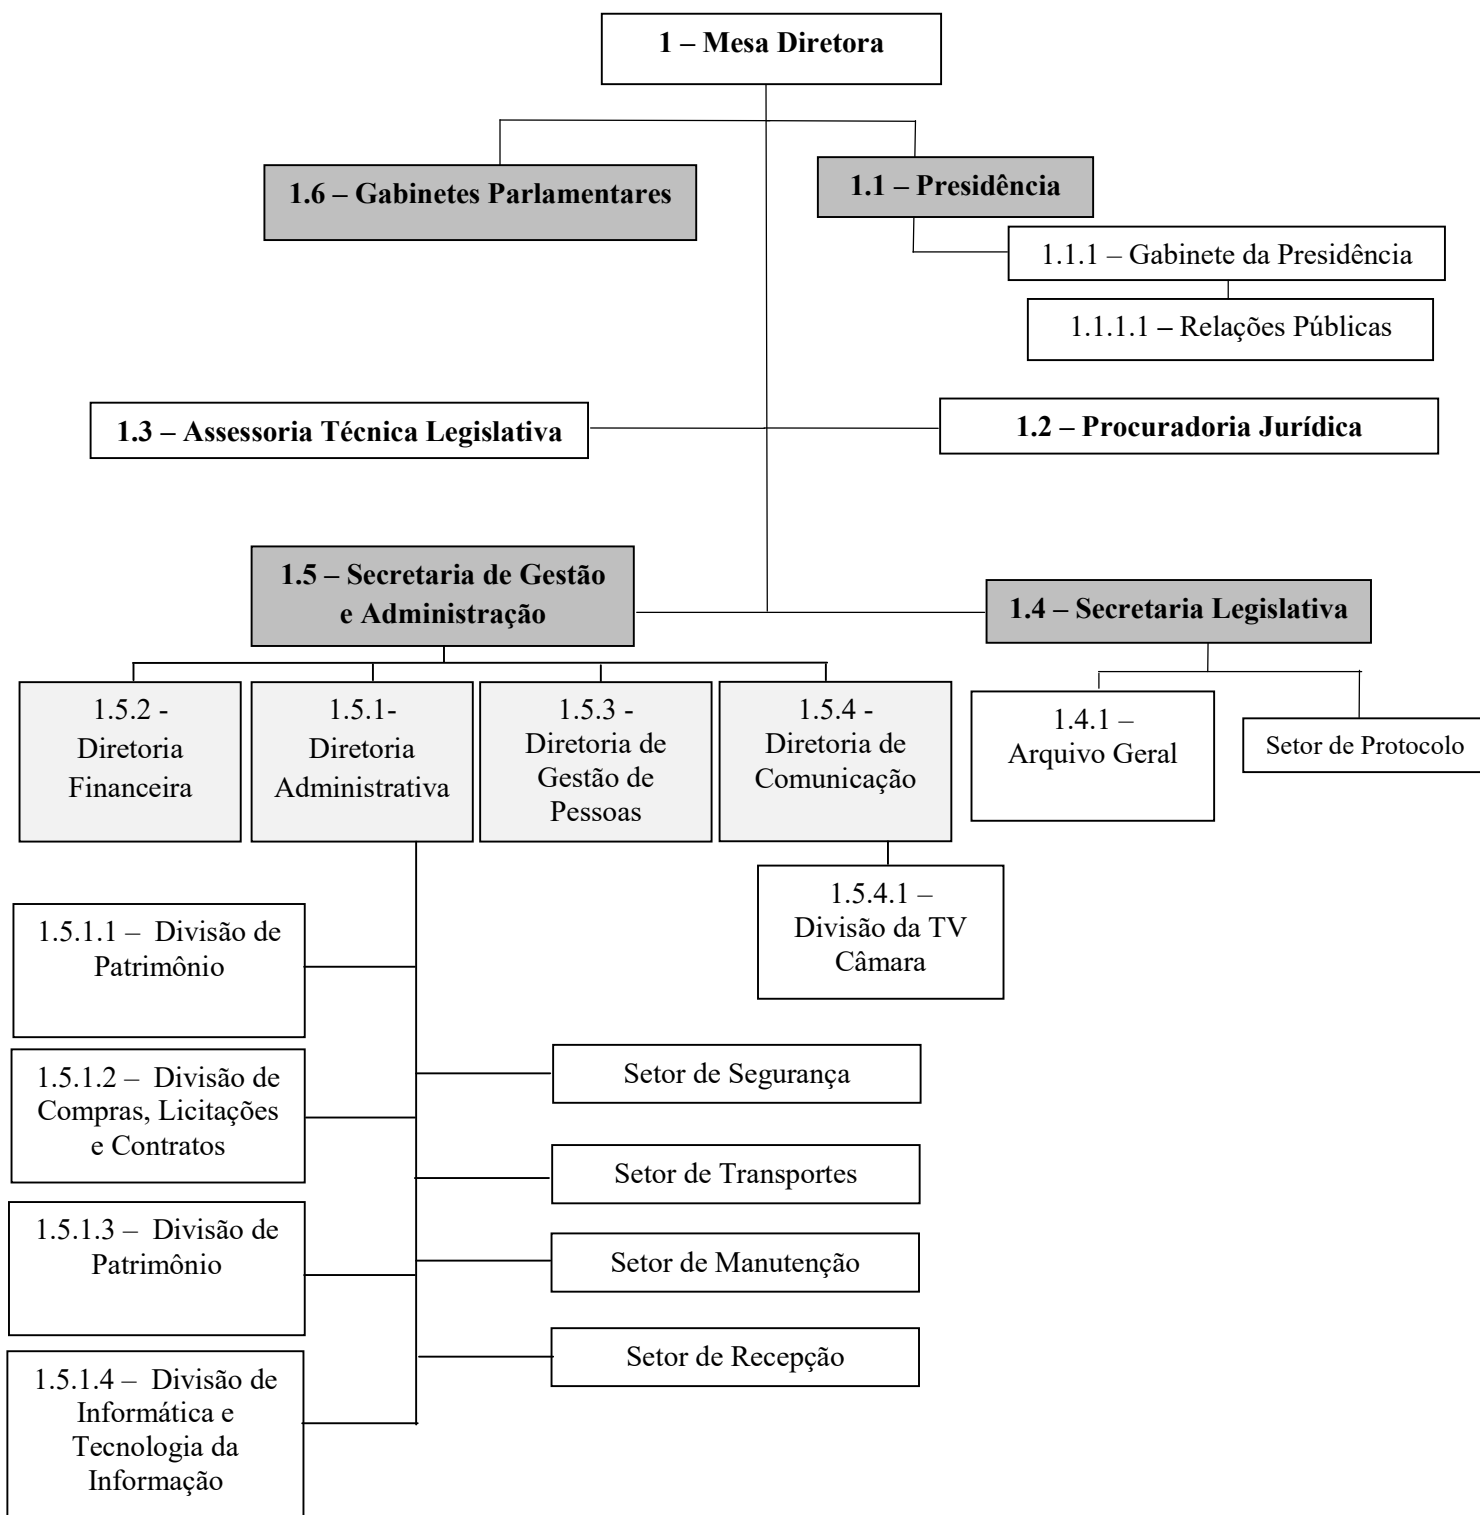 1 – Mesa Diretora
1.6 – Gabinetes Parlamentares
1.1 – Presidência
1.1.1 – Gabinete da Presidência
1.1.1.1 – Relações Públicas
1.3 – Assessoria Técnica Legislativa
1.2 – Procuradoria Jurídica
1.5 – Secretaria de Gestão
e Administração
1.4 – Secretaria Legislativa
1.5.2 -
Diretoria
Financeira
1.5.1-
Diretoria
Administrativa
1.5.3 -
Diretoria de
Gestão de
Pessoas
1.5.4 -
Diretoria de
Comunicação
1.4.1 –
Arquivo Geral
Setor de Protocolo
1.5.4.1 –
Divisão da TV
Câmara
1.5.1.1 – Divisão de
Patrimônio
Setor de Segurança
1.5.1.2 – Divisão de
Compras, Licitações
e Contratos
Setor de Transportes
1.5.1.3 – Divisão de
Patrimônio
Setor de Manutenção
Setor de Recepção
1.5.1.4 – Divisão de
Informática e
Tecnologia da
Informação